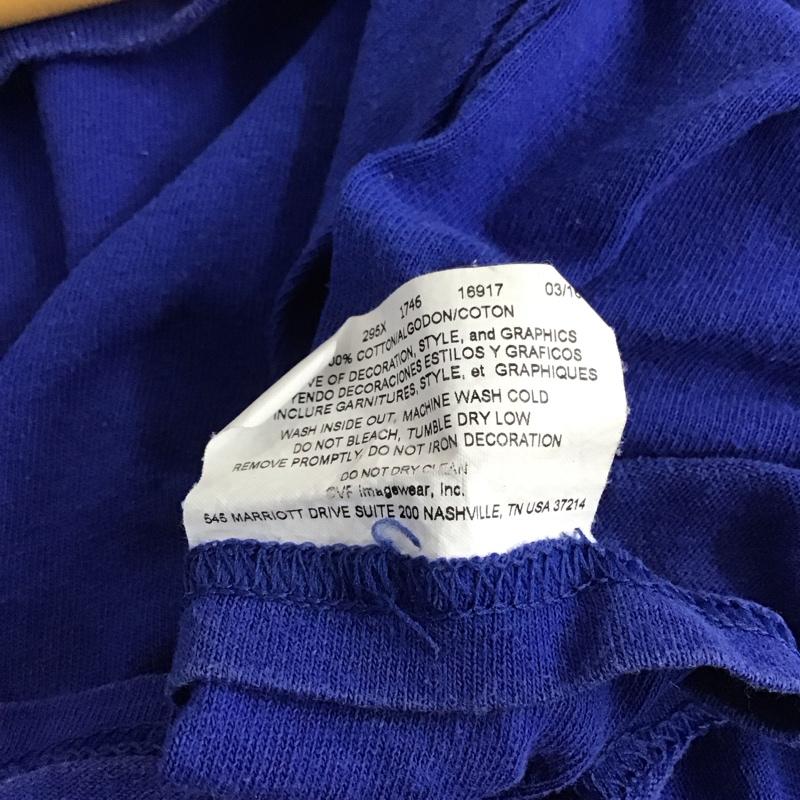 295X 1746 16917 03/16
00% COTTON/ALGODON/COTON
VE OF DECORATION, STYLE, and GRAPHICS
YENDO DECORACIONES ESTILOS Y GRAFICOS
INCLURE GARNITURES, STYLE, et GRAPHIQUES
WASH INSIDE OUT, MACHINE WASH COLD
DO NOT BLEACH, TUMBLE DRY LOW
REMOVE PROMPTLY, DO NOT IRON DECORATION
DO NOT DRY CLEAN
VF Imagewear, Inc.
545 MARRIOTT DRIVE SUITE 200 NASHVILLE, TN USA 37214